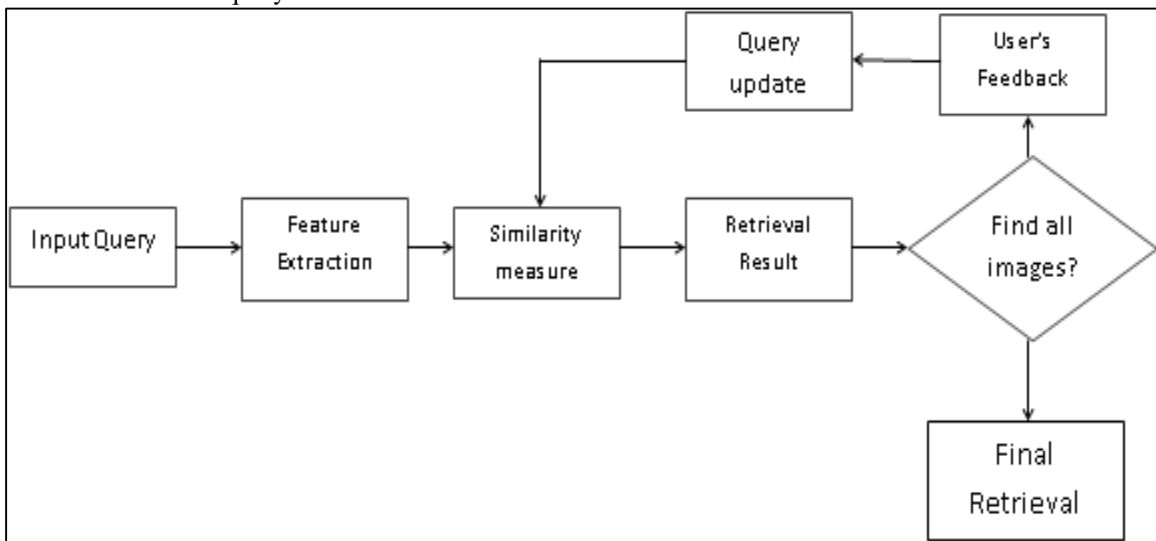 Query
update
User's
Feedback
Input Query
Feature
Extraction
Similarity
measure
Retrieval
Result
Find all
images?
Final
Retrieval